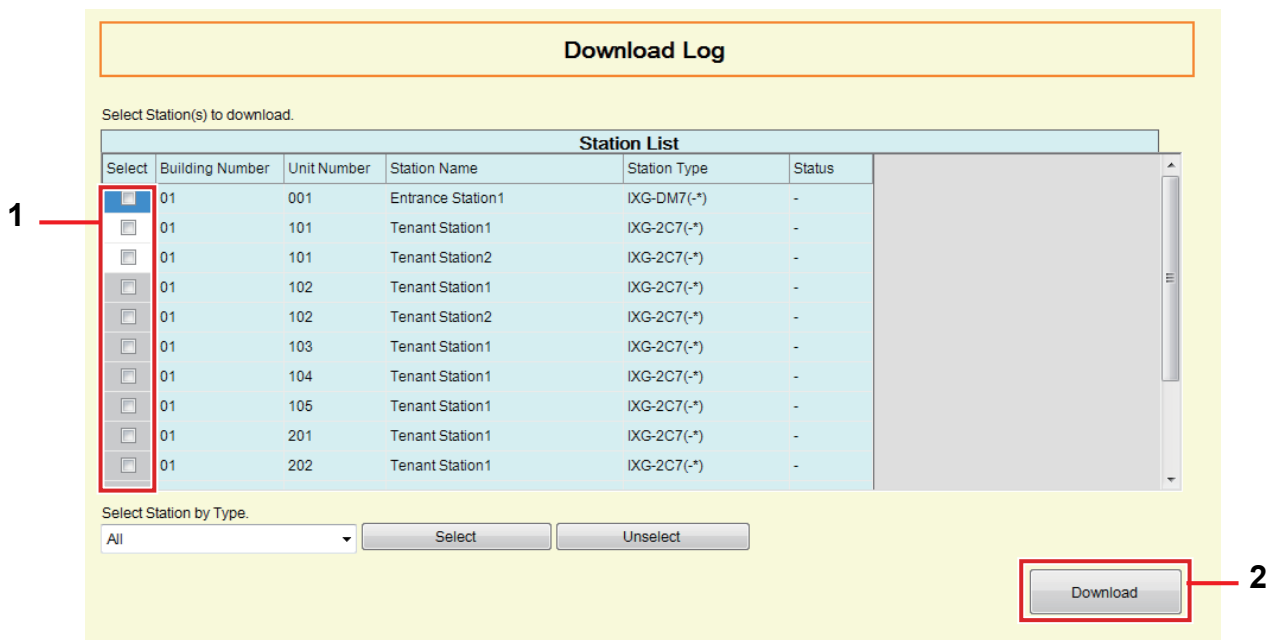 Download Log
Select Station(s) to download.
Station List
Select Building Number Unit Number Station Name Station Type Status
1
01 001 Entrance Station1 IXG-DM7(-*) -
01 101 Tenant Station1 IXG-2C7(-*) -
01 101 Tenant Station2 IXG-2C7(-*) -
01 102 Tenant Station1 IXG-2C7(-*) -
01 102 Tenant Station2 IXG-2C7(-*) -
01 103 Tenant Station1 IXG-2C7(-*) -
01 104 Tenant Station1 IXG-2C7(-*) -
01 105 Tenant Station1 IXG-2C7(-*) -
01 201 Tenant Station1 IXG-2C7(-*) -
01 202 Tenant Station1 IXG-2C7(-*) -
Select Station by Type.
All Select Unselect
Download 2